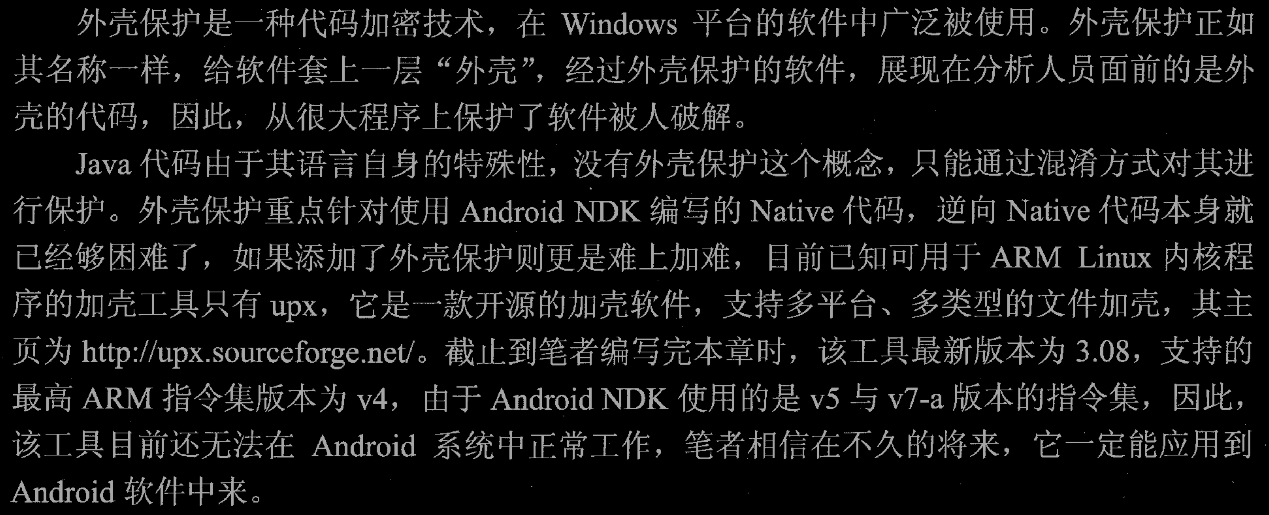 外壳保护是一种代码加密技术，在 Windows 平台的软件中广泛被使用。外壳保护正如
其名称一样，给软件套上一层“外壳”，经过外壳保护的软件，展现在分析人员面前的是外
壳的代码，因此，从很大程序上保护了软件被人破解。
Java 代码由于其语言自身的特殊性，没有外壳保护这个概念，只能通过混淆方式对其进
行保护。外壳保护重点针对使用 Android NDK 编写的 Native 代码，逆向 Native 代码本身就
已经够困难了，如果添加了外壳保护则更是难上加难，目前已知可用于 ARM Linux 内核程
序的加壳工具只有 upx，它是一款开源的加壳软件，支持多平台、多类型的文件加壳，其主
页为 http://upx.sourceforge.net/。截止到笔者编写完本章时，该工具最新版本为 3.08，支持的
最高 ARM 指令集版本为 v4，由于 Android NDK 使用的是 v5 与 v7-a 版本的指令集，因此，
该工具目前还无法在 Android 系统中正常工作，笔者相信在不久的将来，它一定能应用到
Android 软件中来。